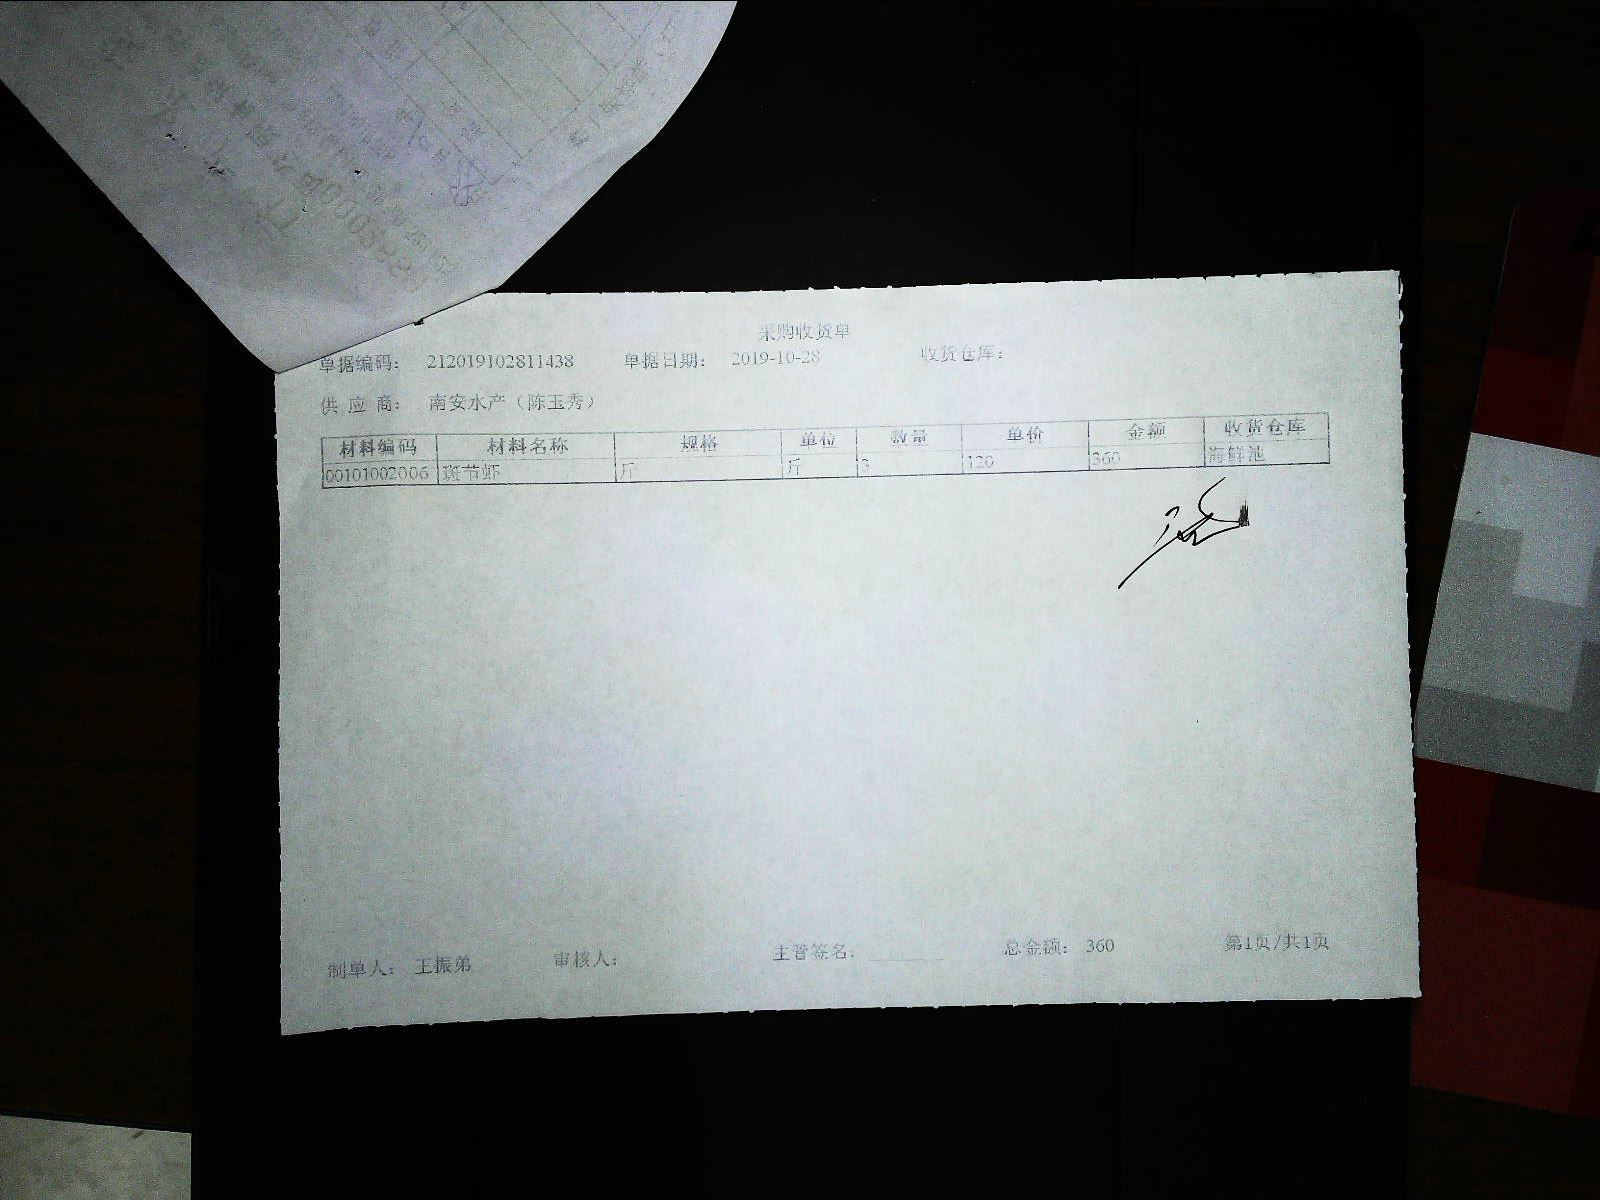 采购收货单
单据编码： 212019102811438 单据日期： 2019-10-28 收货仓库：
供 应 商： 南安水产（陈玉秀）
材料编码 材料名称 规格 单位 数量 单价 金额 收货仓库
00101002006 斑节虾 斤 斤 3 120 360 海鲜池
制单人： 王振弟 审核人： 主管签名： 总金额： 360 第1页/共1页